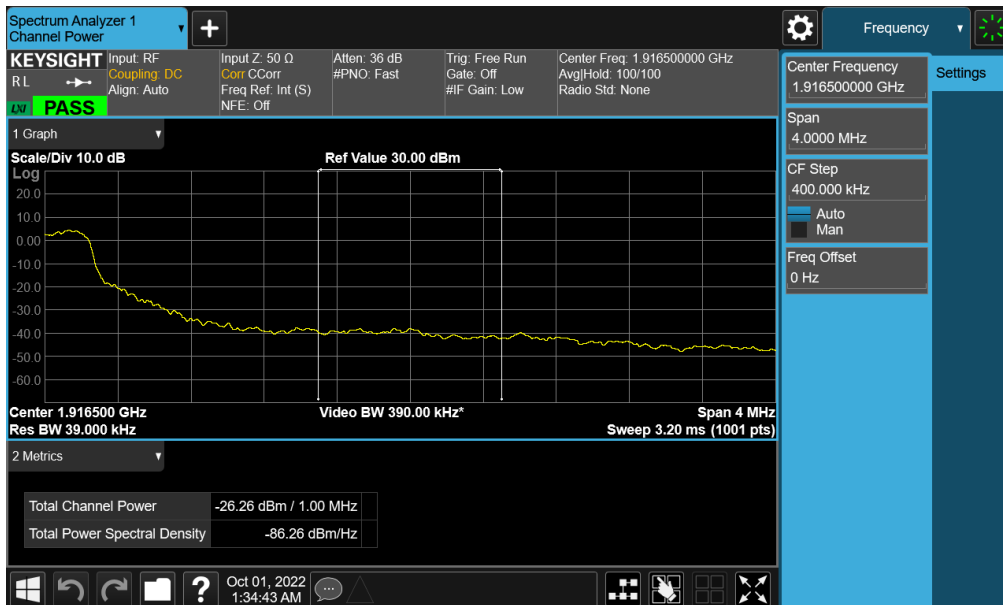 Spectrum Analyzer 1
Channel Power
+
Frequency
KEYSIGHT
R L
LXI PASS
Input: RF
Coupling: DC
Align: Auto
Input Z: 50 Ω
Corr CCorr
Freq Ref: Int (S)
NFE: Off
Atten: 36 dB
#PNO: Fast
Trig: Free Run
Gate: Off
#IF Gain: Low
Center Freq: 1.916500000 GHz
Avg|Hold: 100/100
Radio Std: None
Center Frequency
1.916500000 GHz
Settings
Span
4.0000 MHz
CF Step
400.000 kHz
Auto
Man
Freq Offset
0 Hz
1 Graph
Scale/Div 10.0 dB
Ref Value 30.00 dBm
Log
20.0
10.0
0.00
-10.0
-20.0
-30.0
-40.0
-50.0
-60.0
Center 1.916500 GHz
Video BW 390.00 kHz*
Span 4 MHz
Res BW 39.000 kHz
Sweep 3.20 ms (1001 pts)
2 Metrics
Total Channel Power -26.26 dBm / 1.00 MHz
Total Power Spectral Density -86.26 dBm/Hz
?
Oct 01, 2022
1:34:43 AM